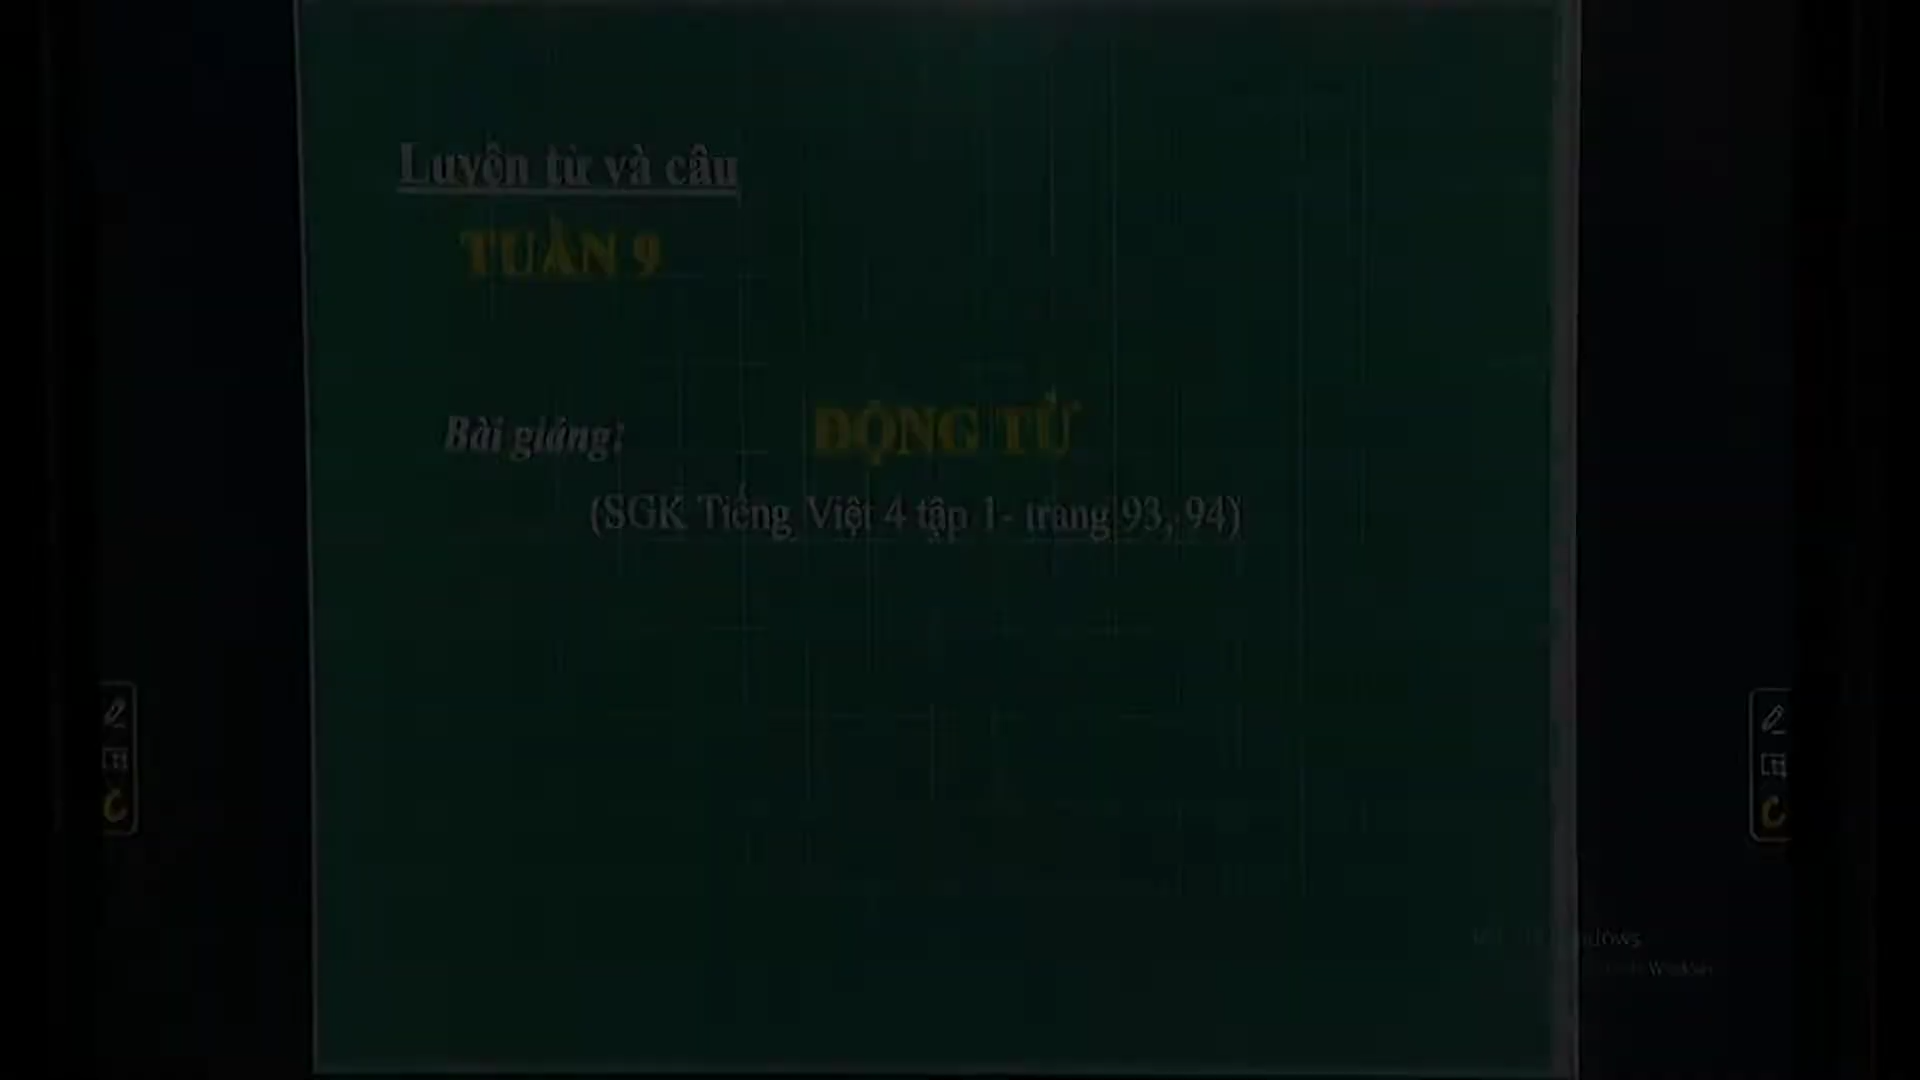 Luyện từ và câu
TUẦN 9
Bài giảng:
ĐỘNG TỪ
(SGK Tiếng Việt 4 tập 1- trang 93, 94)
Windows